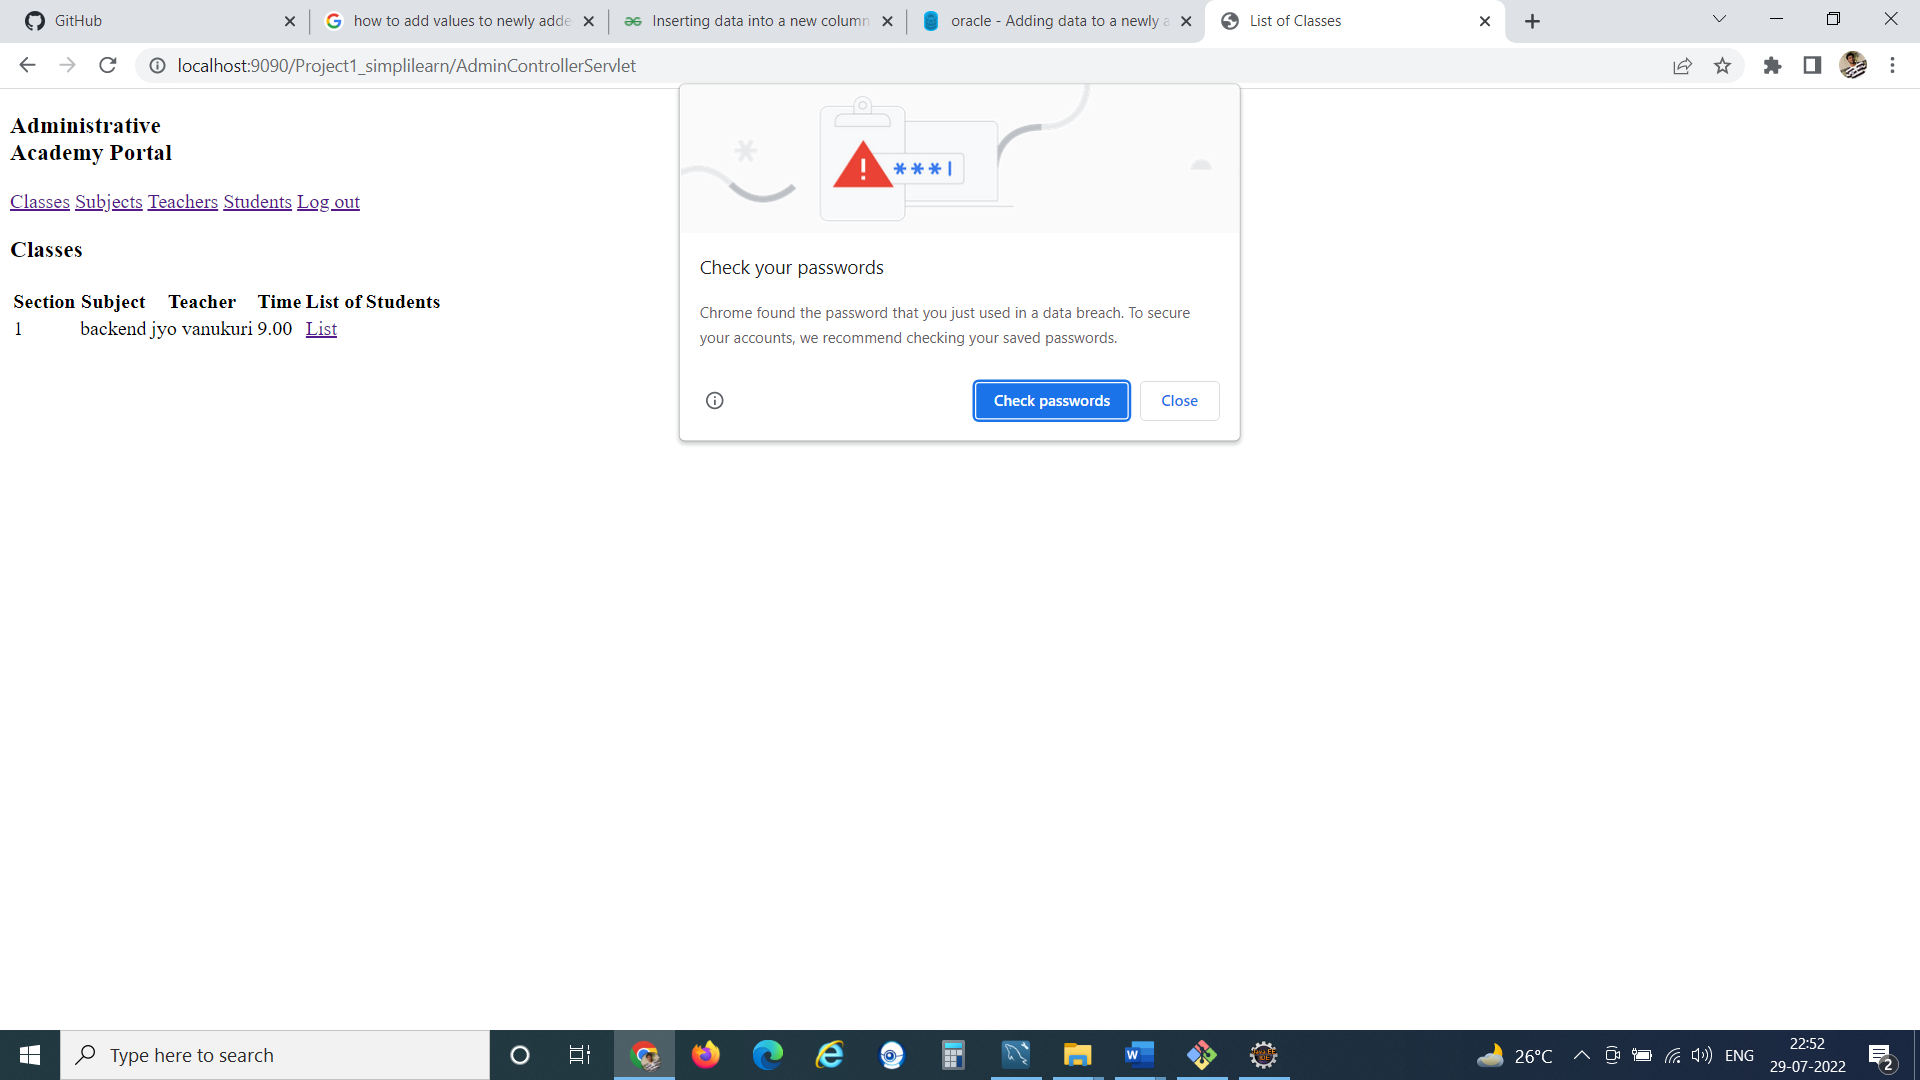 GitHub
how to add values to newly adde
Inserting data into a new column
oracle - Adding data to a newly a
List of Classes
localhost:9090/Project1_simplilearn/AdminControllerServlet
Administrative
Academy Portal
Classes Subjects Teachers Students Log out
Classes
Section Subject Teacher Time List of Students
1 backend jyo vanukuri 9.00 List
***|
Check your passwords
Chrome found the password that you just used in a data breach. To secure
your accounts, we recommend checking your saved passwords.
Check passwords
Close
Type here to search
26°C
ENG
22:52
29-07-2022
2